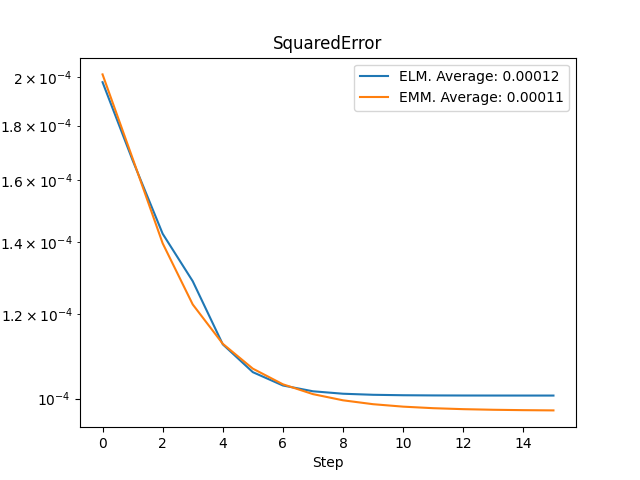 SquaredError
ELM. Average: 0.00012
EMM. Average: 0.00011
2 × 10⁻⁴
1.8 × 10⁻⁴
1.6 × 10⁻⁴
1.4 × 10⁻⁴
1.2 × 10⁻⁴
10⁻⁴
0 2 4 6 8 10 12 14
Step